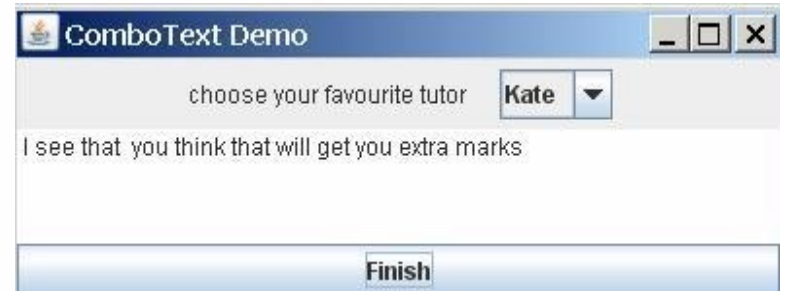 ComboText Demo
choose your favourite tutor Kate
I see that you think that will get you extra marks
Finish